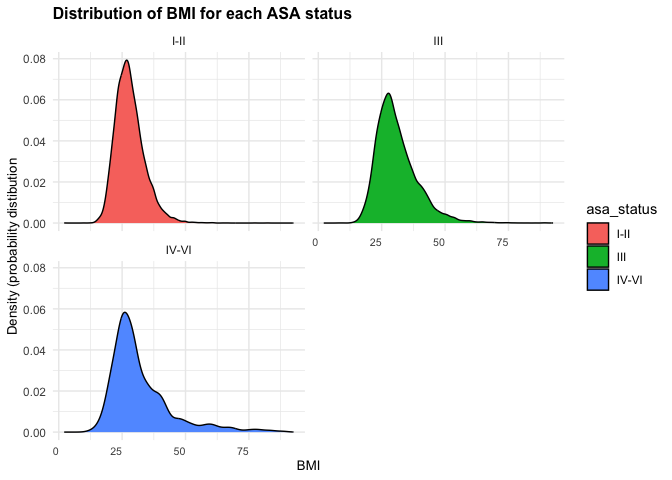 Distribution of BMI for each ASA status
I-II
III
0.08
0.06
0.04
0.02
0.00
0
25
50
75
IV-VI
0.08
0.06
0.04
0.02
0.00
0
25
50
75
BMI
Density (probability distibution
asa_status
I-II
III
IV-VI